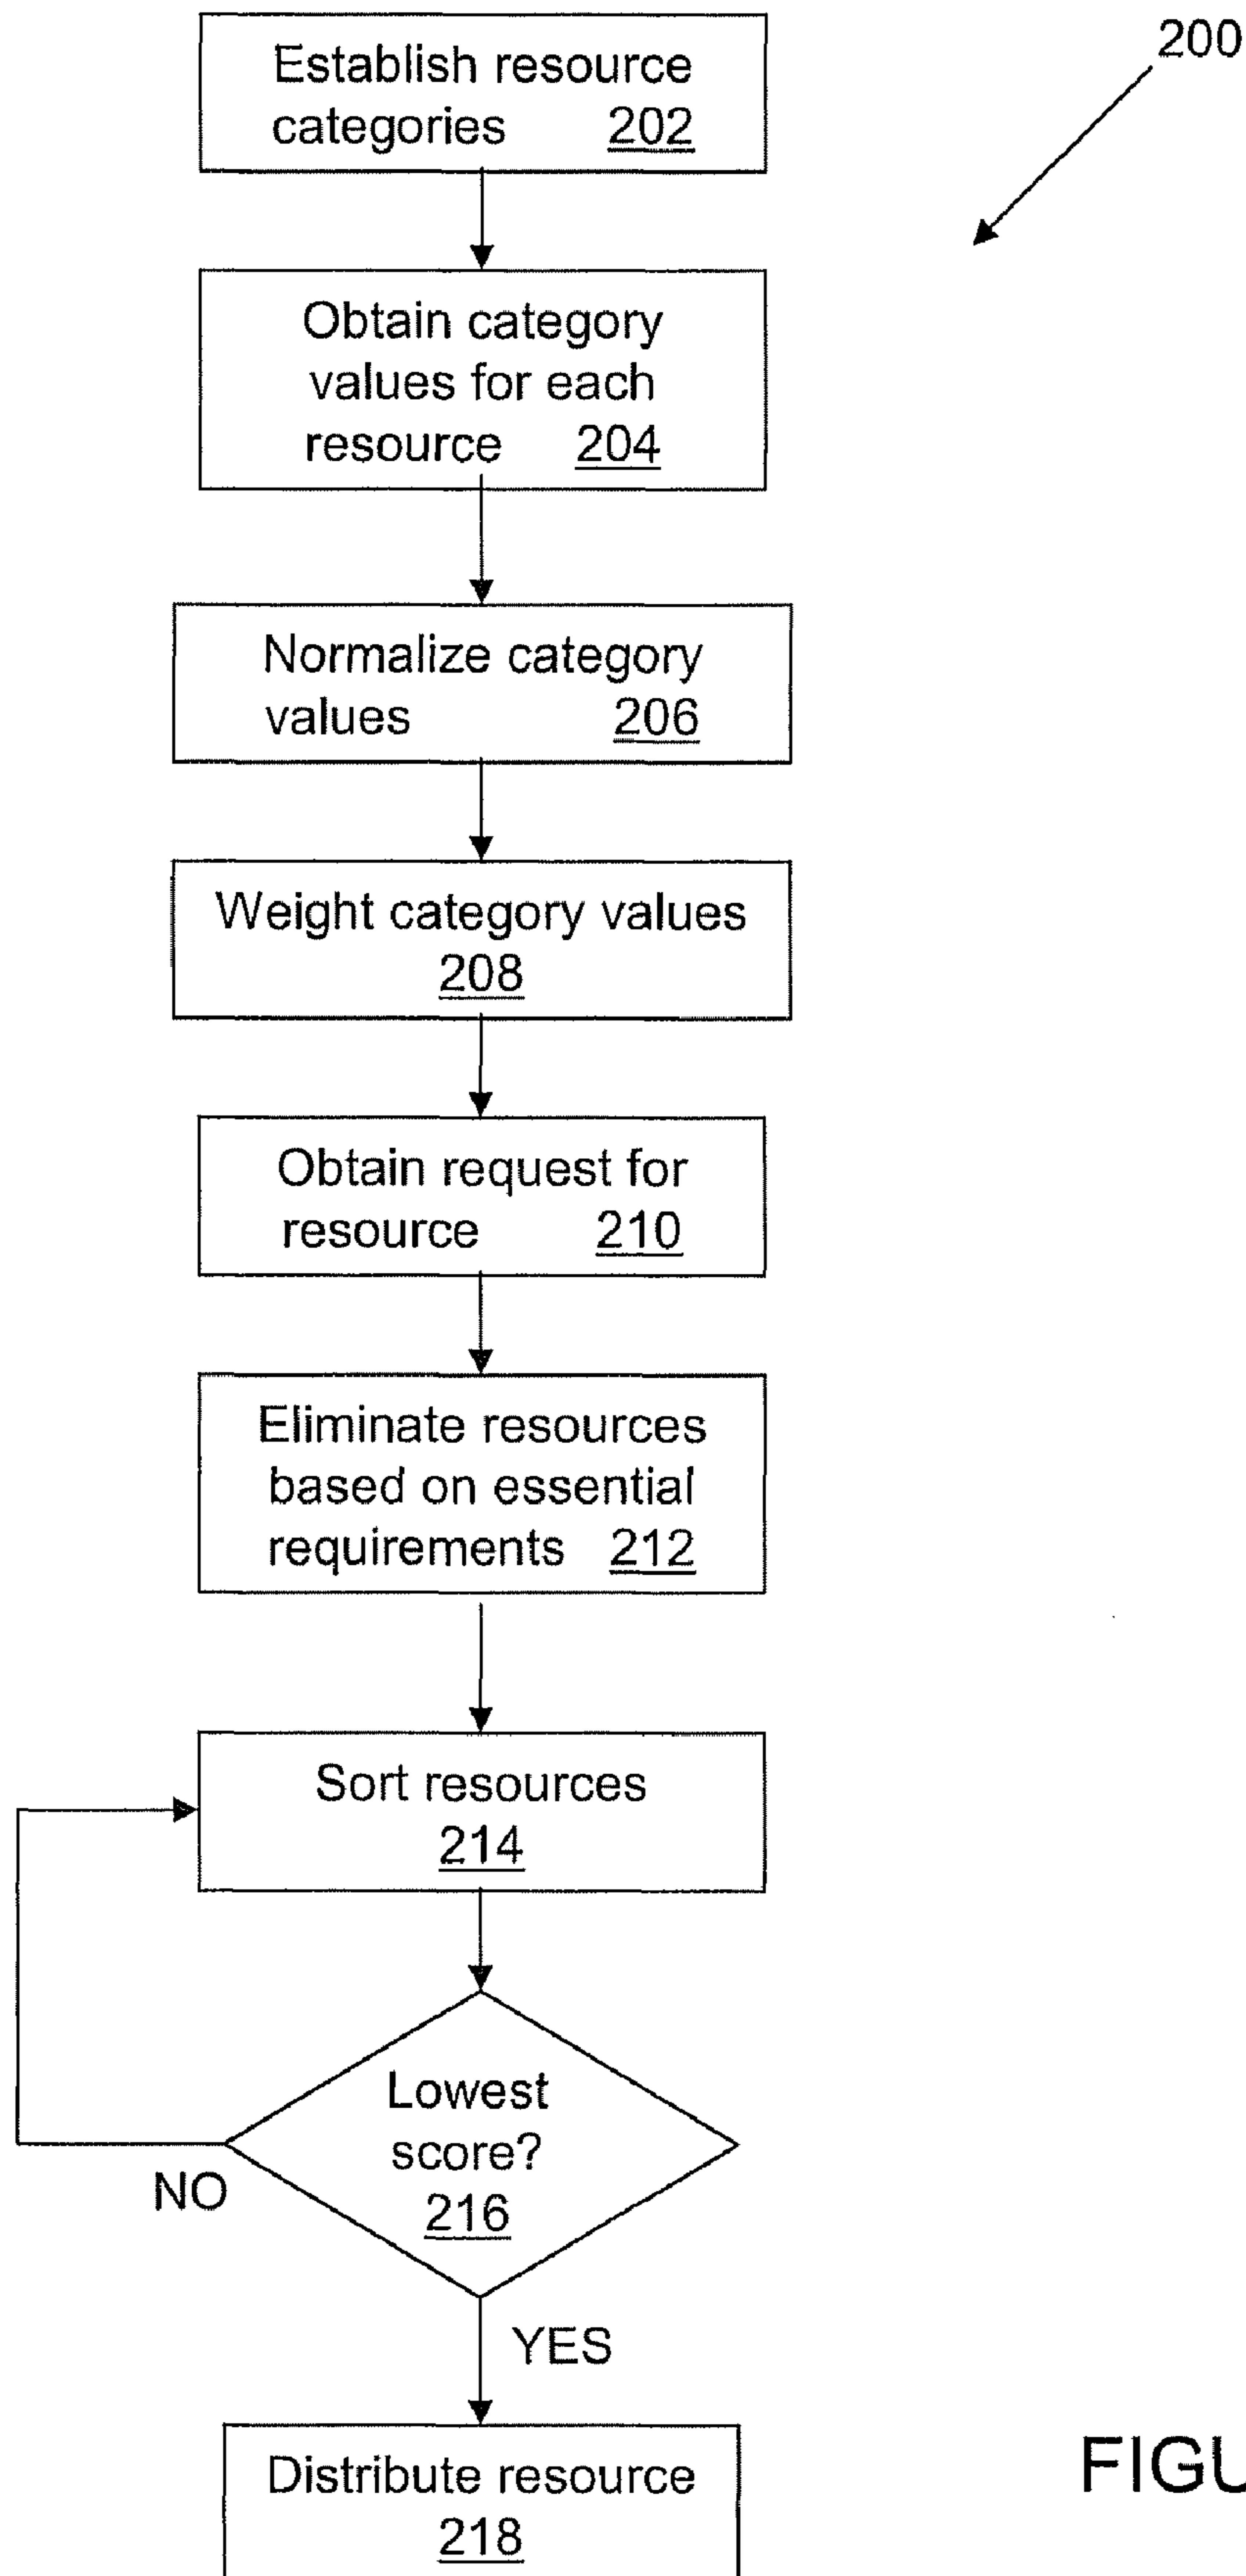 200
Establish resource
categories 202
Obtain category
values for each
resource 204
Normalize category
values 206
Weight category values
208
Obtain request for
resource 210
Eliminate resources
based on essential
requirements 212
Sort resources
214
Lowest
score?
216
NO
YES
Distribute resource
218
FIGU